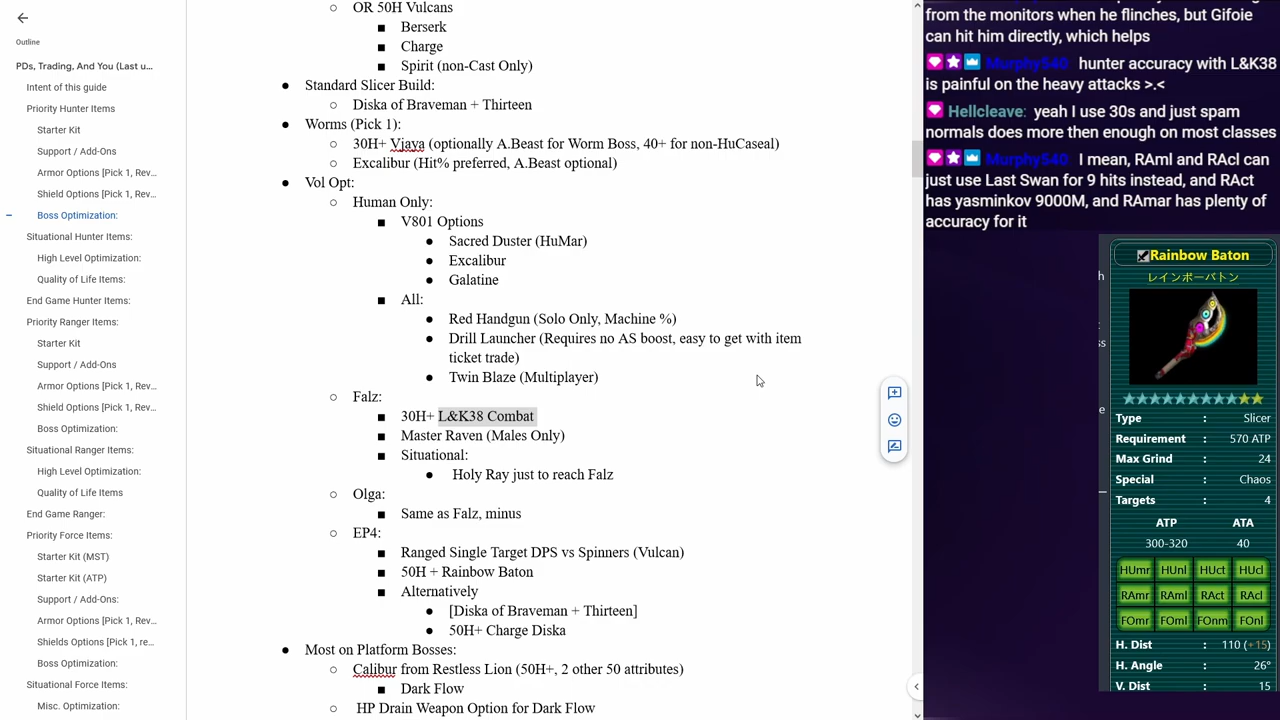 Outline
PDs, Trading, And You (Last u...
Intent of this guide
Priority Hunter Items
Starter Kit
Support / Add-Ons
Armor Options [Pick 1, Rev...
Shield Options [Pick 1, Rev...
Boss Optimization:
Situational Hunter Items:
High Level Optimization:
Quality of Life Items:
End Game Hunter Items:
Priority Ranger Items:
Starter Kit
Support / Add-Ons:
Armor Options [Pick 1, Rev...
Shield Options [Pick 1, Rev...
Boss Optimization:
Situational Ranger Items:
High Level Optimization:
Quality of Life Items
End Game Ranger:
Priority Force Items:
Starter Kit (MST)
Starter Kit (ATP)
Support / Add-Ons:
Armor Options [Pick 1, Rev...
Shields Options [Pick 1, re...
Boss Optimization:
Situational Force Items:
Misc. Optimization:
OR 50H Vulcans
Berserk
Charge
Spirit (non-Cast Only)
Standard Slicer Build:
Diska of Braveman + Thirteen
Worms (Pick 1):
30H+ Vjaya (optionally A.Beast for Worm Boss, 40+ for non-HuCaseal)
Excalibur (Hit% preferred, A.Beast optional)
Vol Opt:
Human Only:
V801 Options
Sacred Duster (HuMar)
Excalibur
Galatine
All:
Red Handgun (Solo Only, Machine %)
Drill Launcher (Requires no AS boost, easy to get with item
ticket trade)
Twin Blaze (Multiplayer)
Falz:
30H+ L&K38 Combat
Master Raven (Males Only)
Situational:
Holy Ray just to reach Falz
Olga:
Same as Falz, minus
EP4:
Ranged Single Target DPS vs Spinners (Vulcan)
50H + Rainbow Baton
Alternatively
[Diska of Braveman + Thirteen]
50H+ Charge Diska
Most on Platform Bosses:
Calibur from Restless Lion (50H+, 2 other 50 attributes)
Dark Flow
HP Drain Weapon Option for Dark Flow
from the monitors when he flinches, but Gifoie
can hit him directly, which helps
Murphy540 hunter accuracy with L&K38
is painful on the heavy attacks >.<
Hellcleave: yeah I use 30s and just spam
normals does more then enough on most classes
Murphy540 I mean, RAml and RAcl can
just use Last Swan for 9 hits instead, and RAct
has yasminkov 9000M, and RAmar has plenty of
accuracy for it
Rainbow Baton
レインボーバトン
Type : Slicer
Requirement : 570 ATP
Max Grind : 24
Special : Chaos
Targets : 4
ATP ATA
300-320 40
HUmr HUnl HUct HUcl
RAmr RAml RAct RAcl
FOmr FOml FOnm FOnl
H. Dist : 110 (+15)
H. Angle : 26°
V. Dist : 15